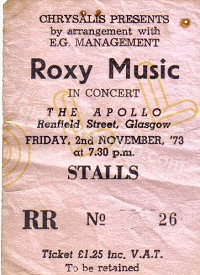 CHRYSALIS PRESENTS
by arrangement with
E.G. MANAGEMENT
Roxy Music
IN CONCERT
THE APOLLO
Renfield Street, Glasgow
FRIDAY, 2nd NOVEMBER, '73
at 7.30 p.m.
STALLS
RR No 26
Ticket £1.25 inc. V.A.T.
To be retained